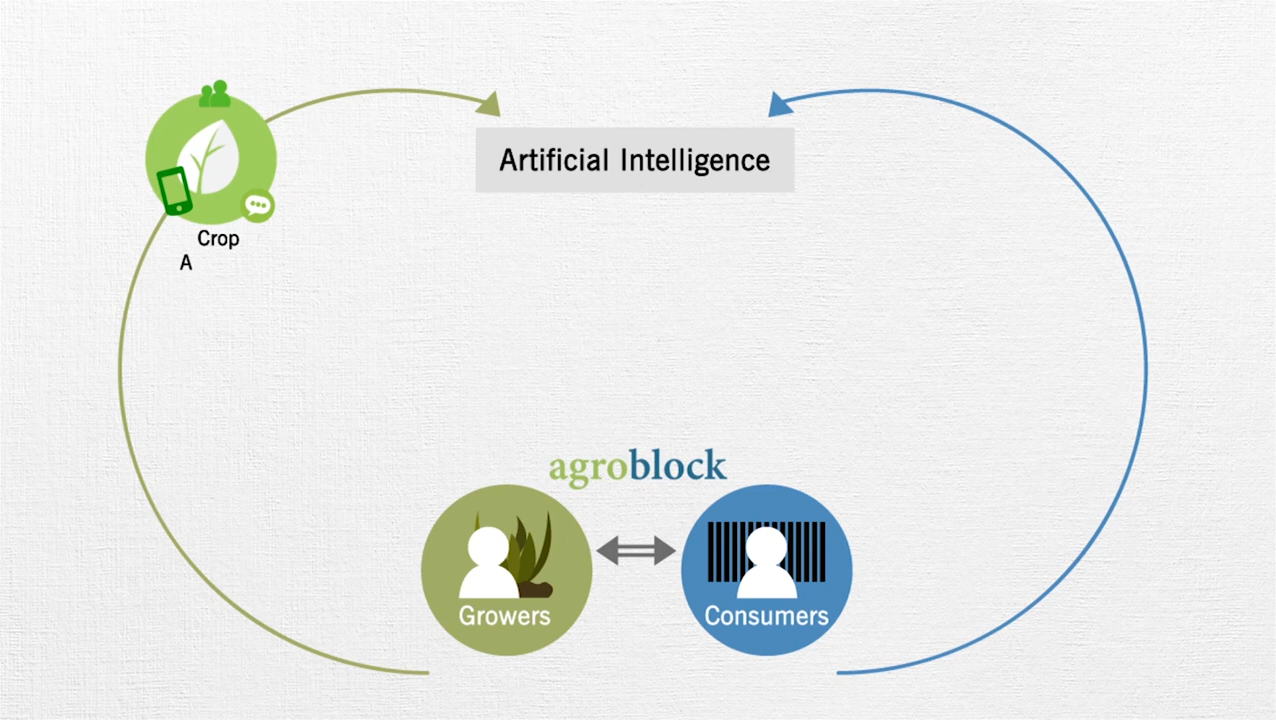 Artificial Intelligence
Crop
A
agroblock
Growers
Consumers